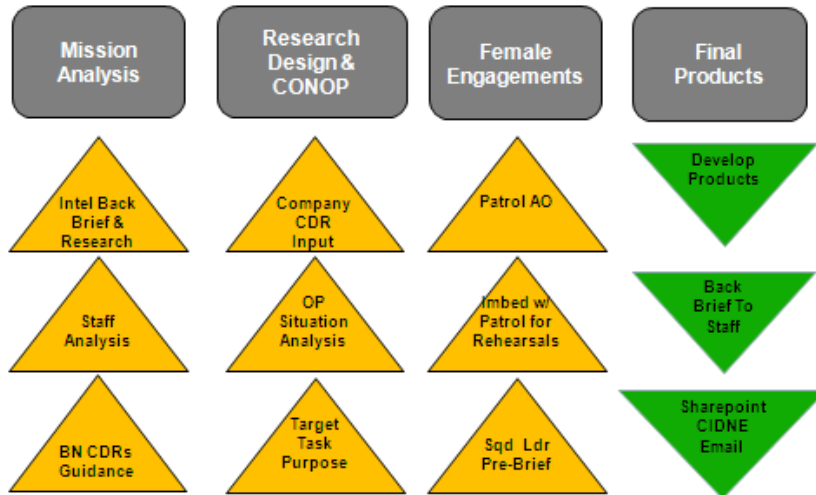 Mission
Analysis
Research
Design &
CONOP
Female
Engagements
Final
Products
Intel Back
Brief &
Research
Company
CDR
Input
Patrol AO
Develop
Products
Staff
Analysis
OP
Situation
Analysis
Imbed w/
Patrol for
Rehearsals
Back
Brief To
Staff
BN CDRs
Guidance
Target
Task
Purpose
Sqd Ldr
Pre-Brief
Sharepoint
CIDNE
Email